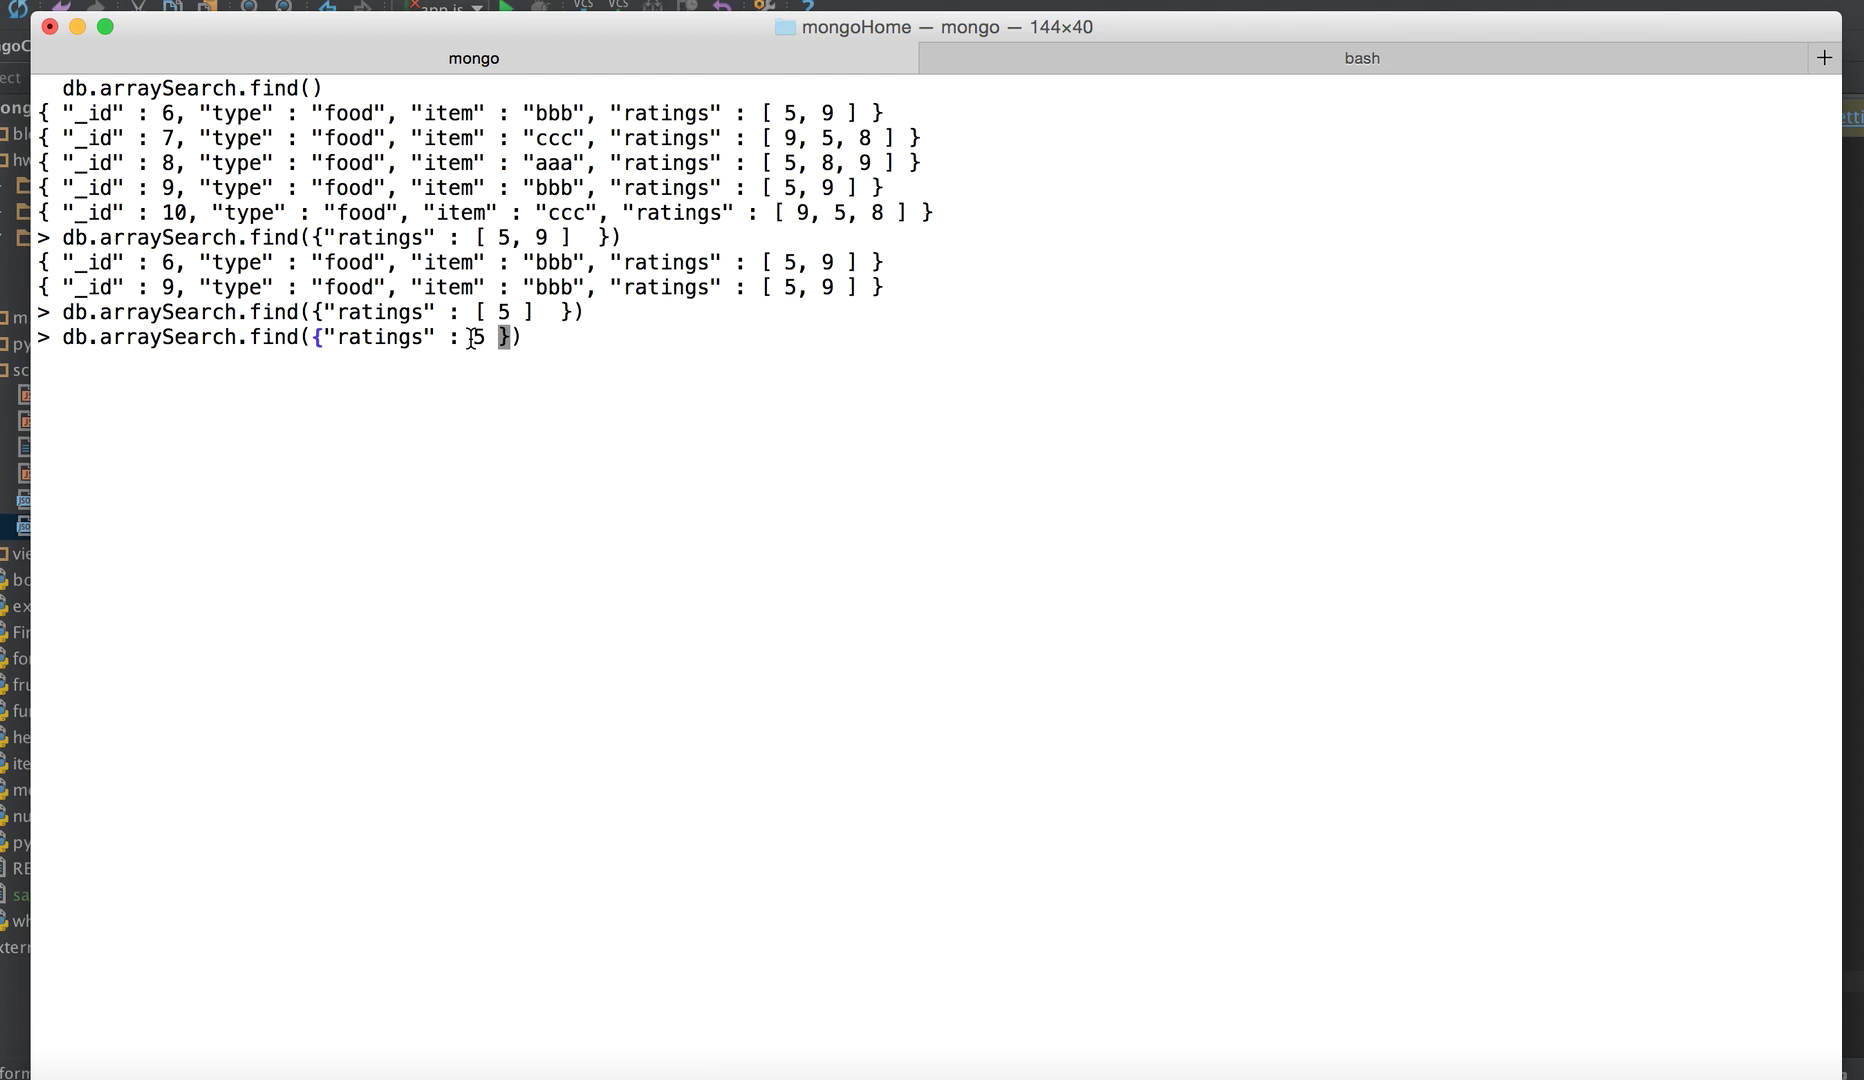 app.js
VCS VCS ?
mongoHome — mongo — 144×40
mongo bash +
db.arraySearch.find()
{ "_id" : 6, "type" : "food", "item" : "bbb", "ratings" : [ 5, 9 ] }
{ "_id" : 7, "type" : "food", "item" : "ccc", "ratings" : [ 9, 5, 8 ] }
{ "_id" : 8, "type" : "food", "item" : "aaa", "ratings" : [ 5, 8, 9 ] }
{ "_id" : 9, "type" : "food", "item" : "bbb", "ratings" : [ 5, 9 ] }
{ "_id" : 10, "type" : "food", "item" : "ccc", "ratings" : [ 9, 5, 8 ] }
> db.arraySearch.find({"ratings" : [ 5, 9 ]  })
{ "_id" : 6, "type" : "food", "item" : "bbb", "ratings" : [ 5, 9 ] }
{ "_id" : 9, "type" : "food", "item" : "bbb", "ratings" : [ 5, 9 ] }
> db.arraySearch.find({"ratings" : [ 5 ]  })
> db.arraySearch.find({"ratings" : 5 })